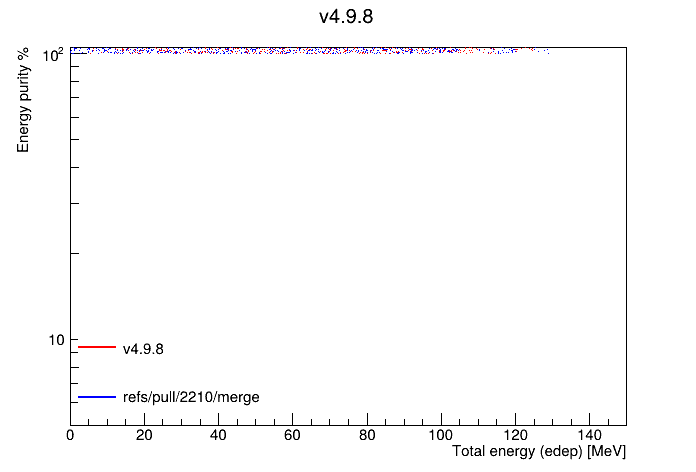 v4.9.8
Energy purity %
10²
10
v4.9.8
refs/pull/2210/merge
0 20 40 60 80 100 120 140
Total energy (edep) [MeV]